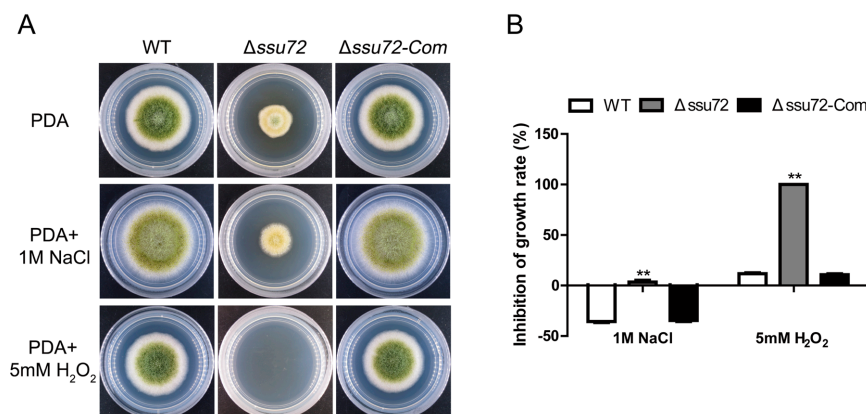 A
WT Δssu72 Δssu72-Com
PDA
PDA+
1M NaCl
PDA+
5mM H₂O₂
B
WT Δssu72 Δssu72-Com
Inhibition of growth rate (%)
150
100
50
0
-50
**
**
1M NaCl 5mM H₂O₂